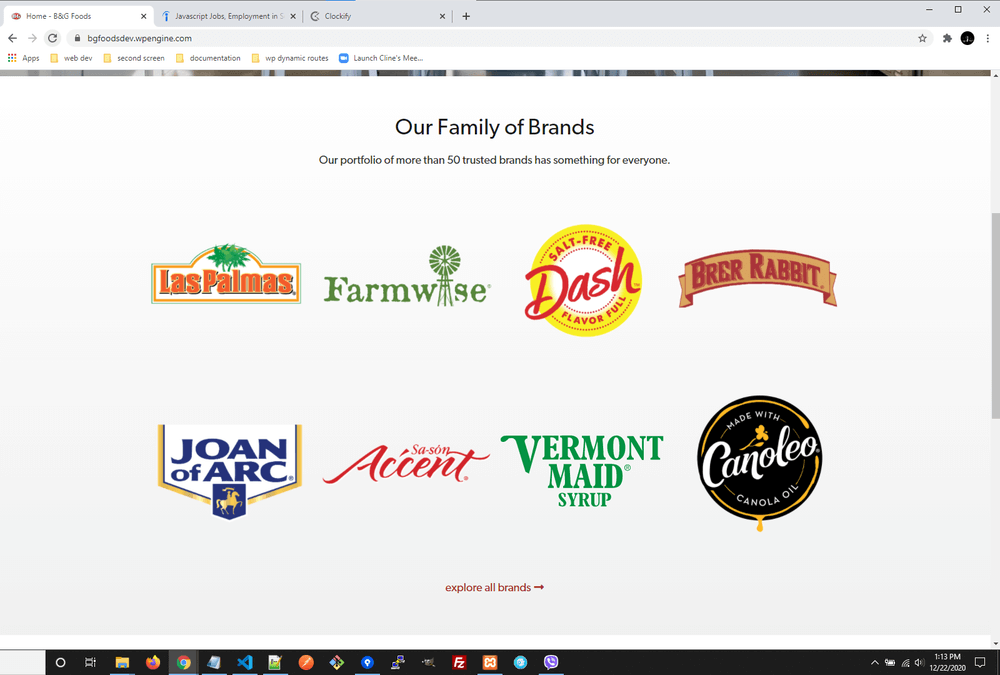 Home - B&G Foods
Javascript Jobs, Employment in S
Clockify
bgfoodsdev.wpengine.com
Apps
web dev
second screen
documentation
wp dynamic routes
Launch Cline's Mee...
Our Family of Brands
Our portfolio of more than 50 trusted brands has something for everyone.
Las Palmas®
Farmwise®
SALT-FREE
Dash™
FLAVOR FULL
BRER RABBIT®
JOAN
of ARC®
Sa-són
Accént®
VERMONT
MAID®
SYRUP
MADE WITH
Canoleo®
CANOLA OIL
explore all brands →
1:13 PM
12/22/2020